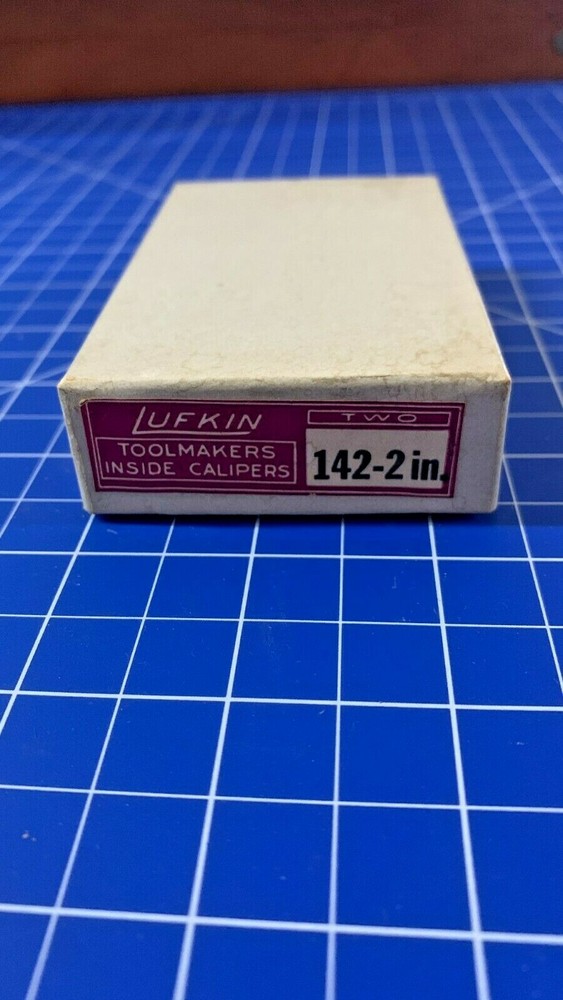 LUFKIN
TOOLMAKERS
INSIDE CALIPERS
TWO
142-2 in.